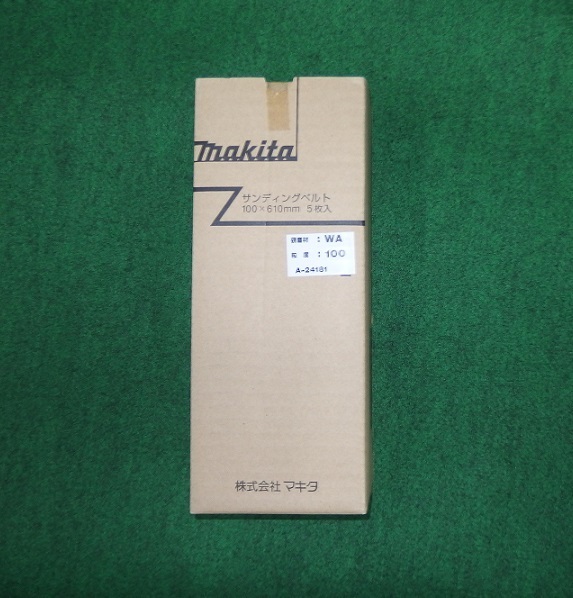 makita
サンディングベルト
100×610mm 5枚入
研磨材 : WA
粒度 : 100
A-24181
株式会社 マキタ